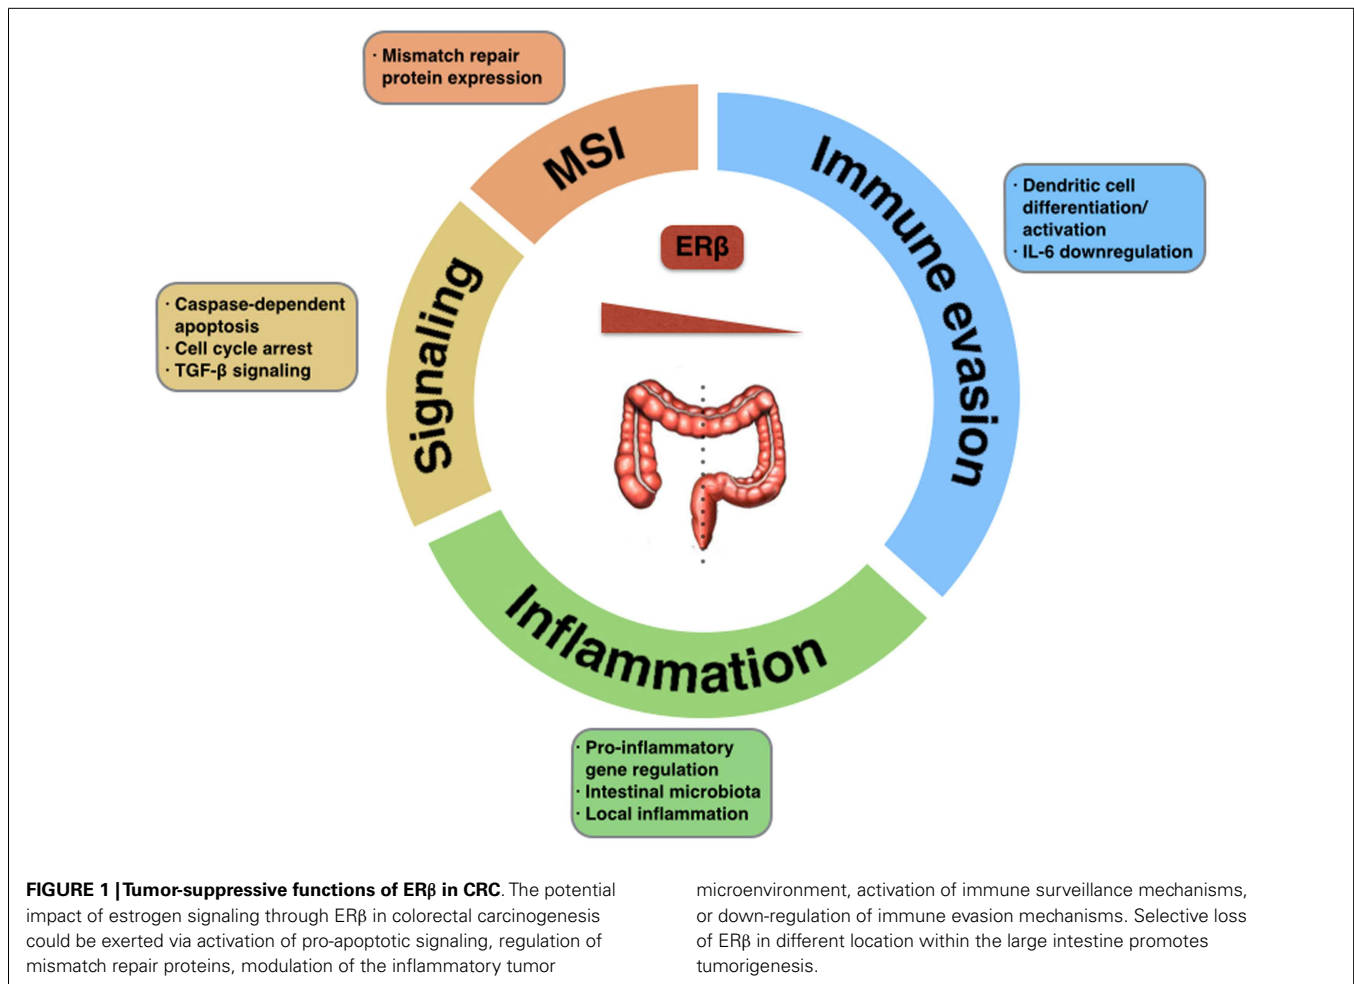 · Mismatch repair
protein expression
MSI
Immune evasion
· Dendritic cell
differentiation/
activation
· IL-6 downregulation
ERβ
Signaling
· Caspase-dependent
apoptosis
· Cell cycle arrest
· TGF-β signaling
Inflammation
· Pro-inflammatory
gene regulation
· Intestinal microbiota
· Local inflammation
FIGURE 1 | Tumor-suppressive functions of ERβ in CRC. The potential
impact of estrogen signaling through ERβ in colorectal carcinogenesis
could be exerted via activation of pro-apoptotic signaling, regulation of
mismatch repair proteins, modulation of the inflammatory tumor
microenvironment, activation of immune surveillance mechanisms,
or down-regulation of immune evasion mechanisms. Selective loss
of ERβ in different location within the large intestine promotes
tumorigenesis.